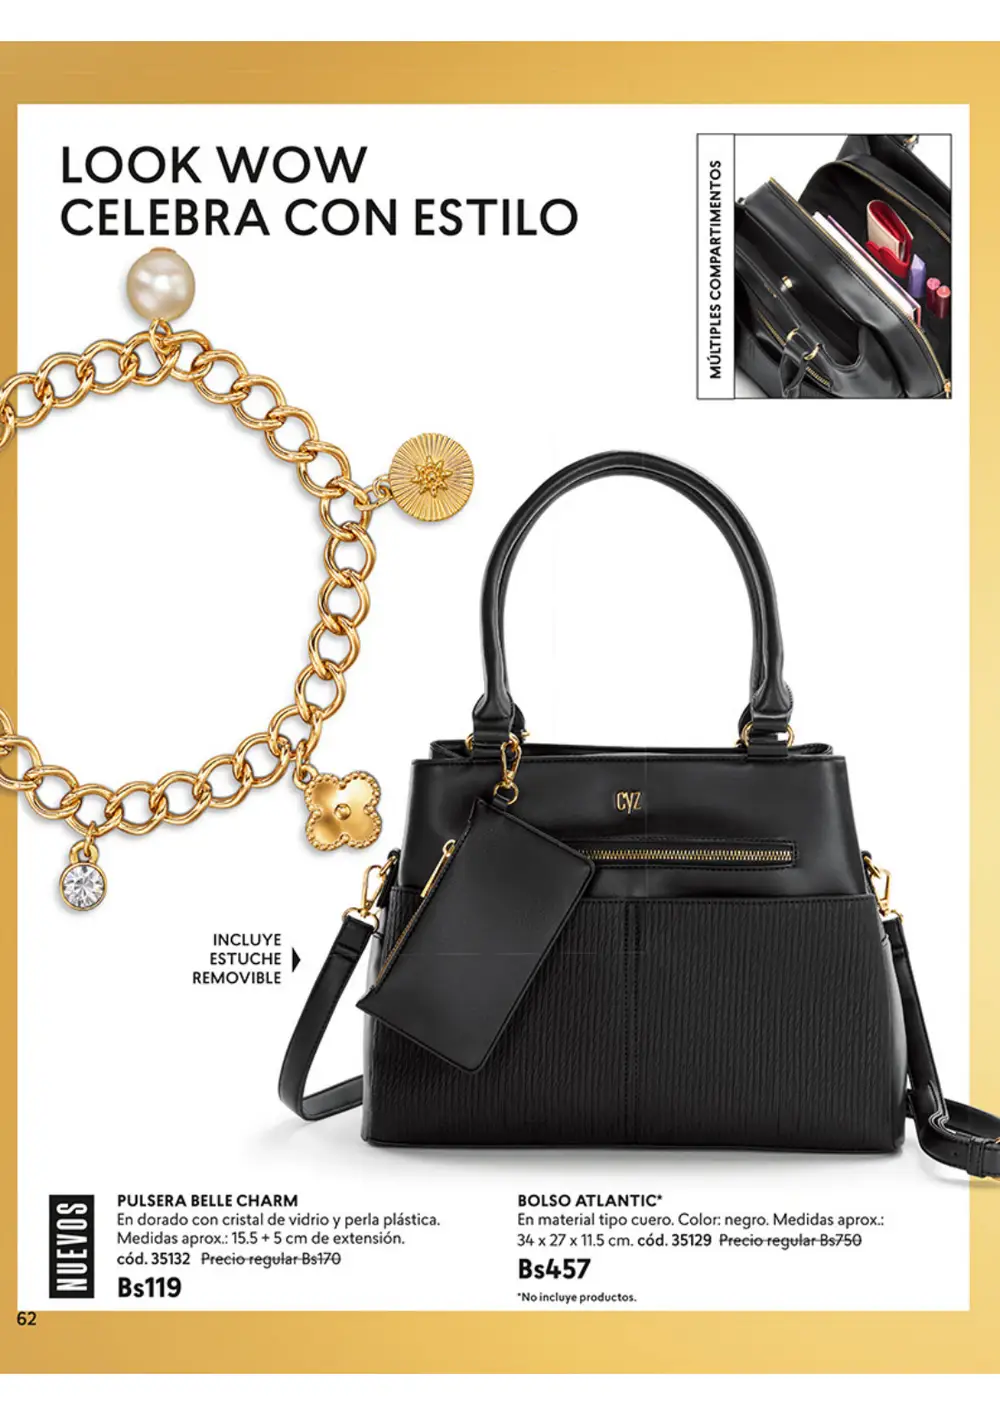 LOOK WOW
CELEBRA CON ESTILO
MÚLTIPLES COMPARTIMENTOS
CYZ
INCLUYE
ESTUCHE
REMOVIBLE
NUEVOS
PULSERA BELLE CHARM
En dorado con cristal de vidrio y perla plástica.
Medidas aprox.: 15.5 + 5 cm de extensión.
cód. 35132 Precio regular Bs170
Bs119
BOLSO ATLANTIC*
En material tipo cuero. Color: negro. Medidas aprox.:
34 x 27 x 11.5 cm. cód. 35129 Precio regular Bs750
Bs457
*No incluye productos.
62